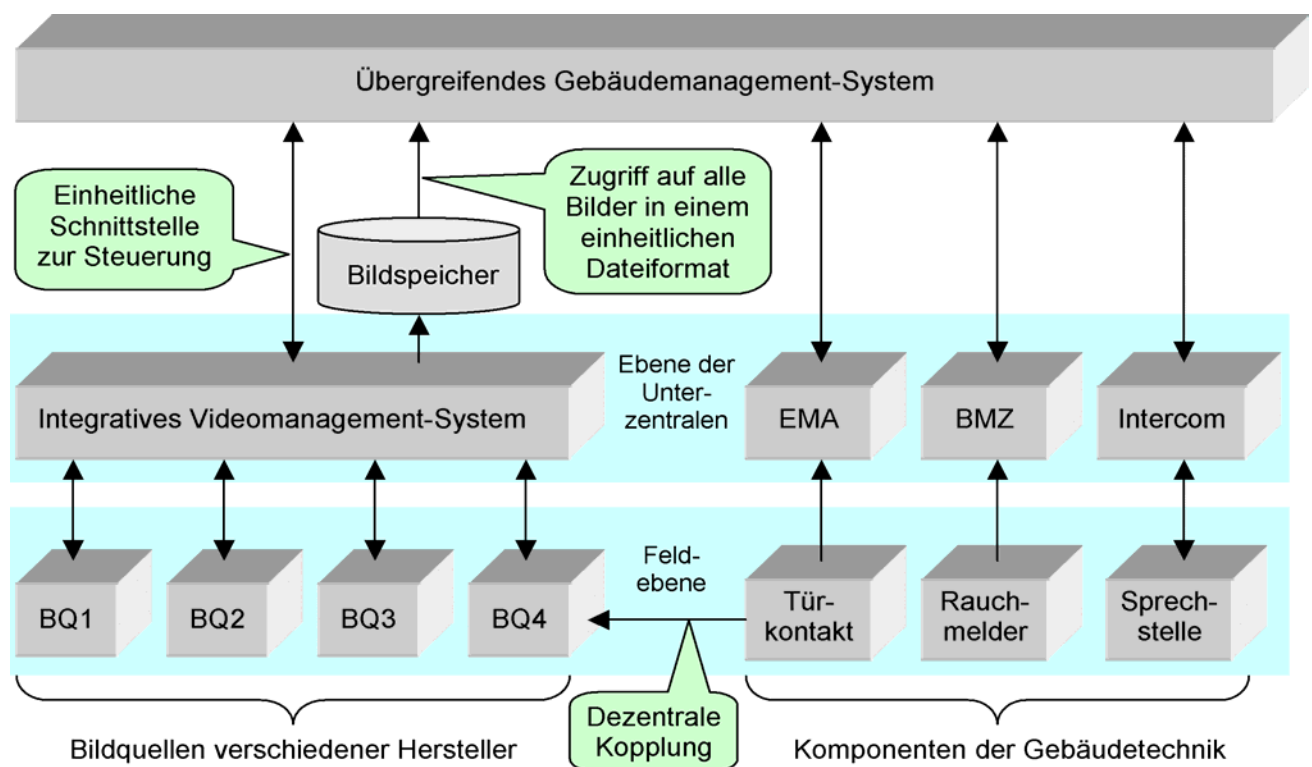 Übergreifendes Gebäudemanagement-System
Einheitliche
Schnittstelle
zur Steuerung
Zugriff auf alle
Bilder in einem
einheitlichen
Dateiformat
Bildspeicher
Integratives Videomanagement-System
Ebene der
Unter-
zentralen
EMA
BMZ
Intercom
BQ1
BQ2
BQ3
BQ4
Feld-
ebene
Tür-
kontakt
Rauch-
melder
Sprech-
stelle
Dezentrale
Kopplung
Bildquellen verschiedener Hersteller
Komponenten der Gebäudetechnik